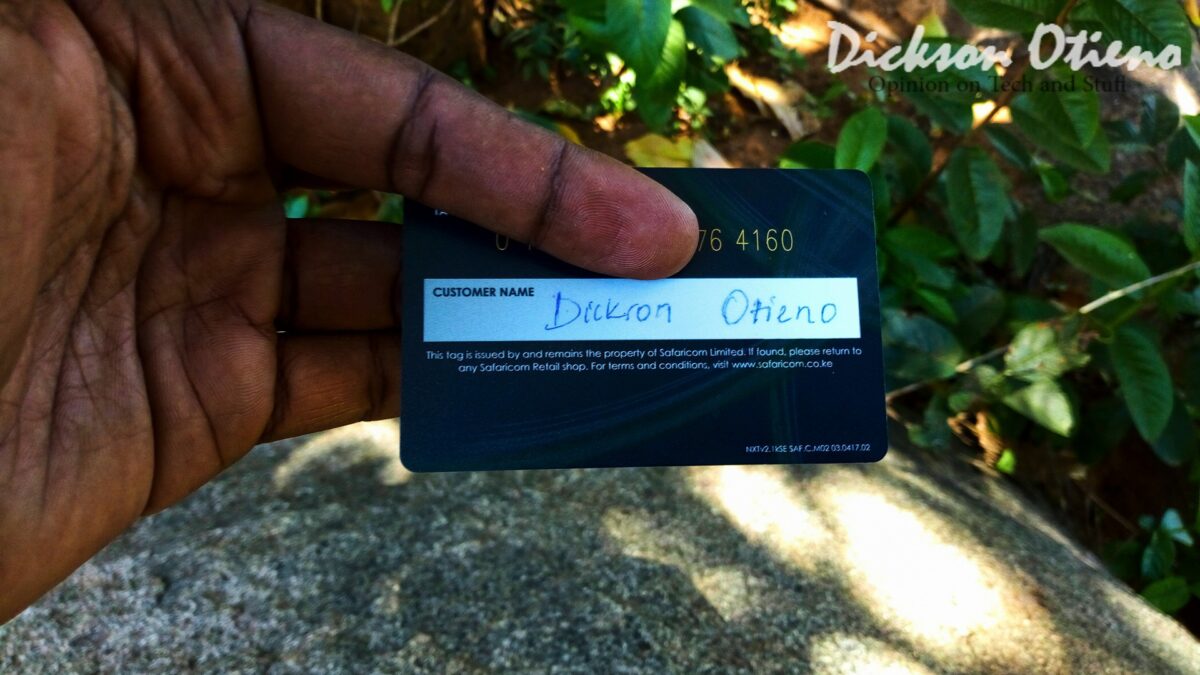 Dickson Otieno
Opinion on Tech and Stuff
76 4160
CUSTOMER NAME Dickson Otieno
This tag is issued by and remains the property of Safaricom Limited. If found, please return to
any Safaricom Retail shop. For terms and conditions, visit www.safaricom.co.ke
NXTv2.1kSE SAF.C.M02 03.0417.02